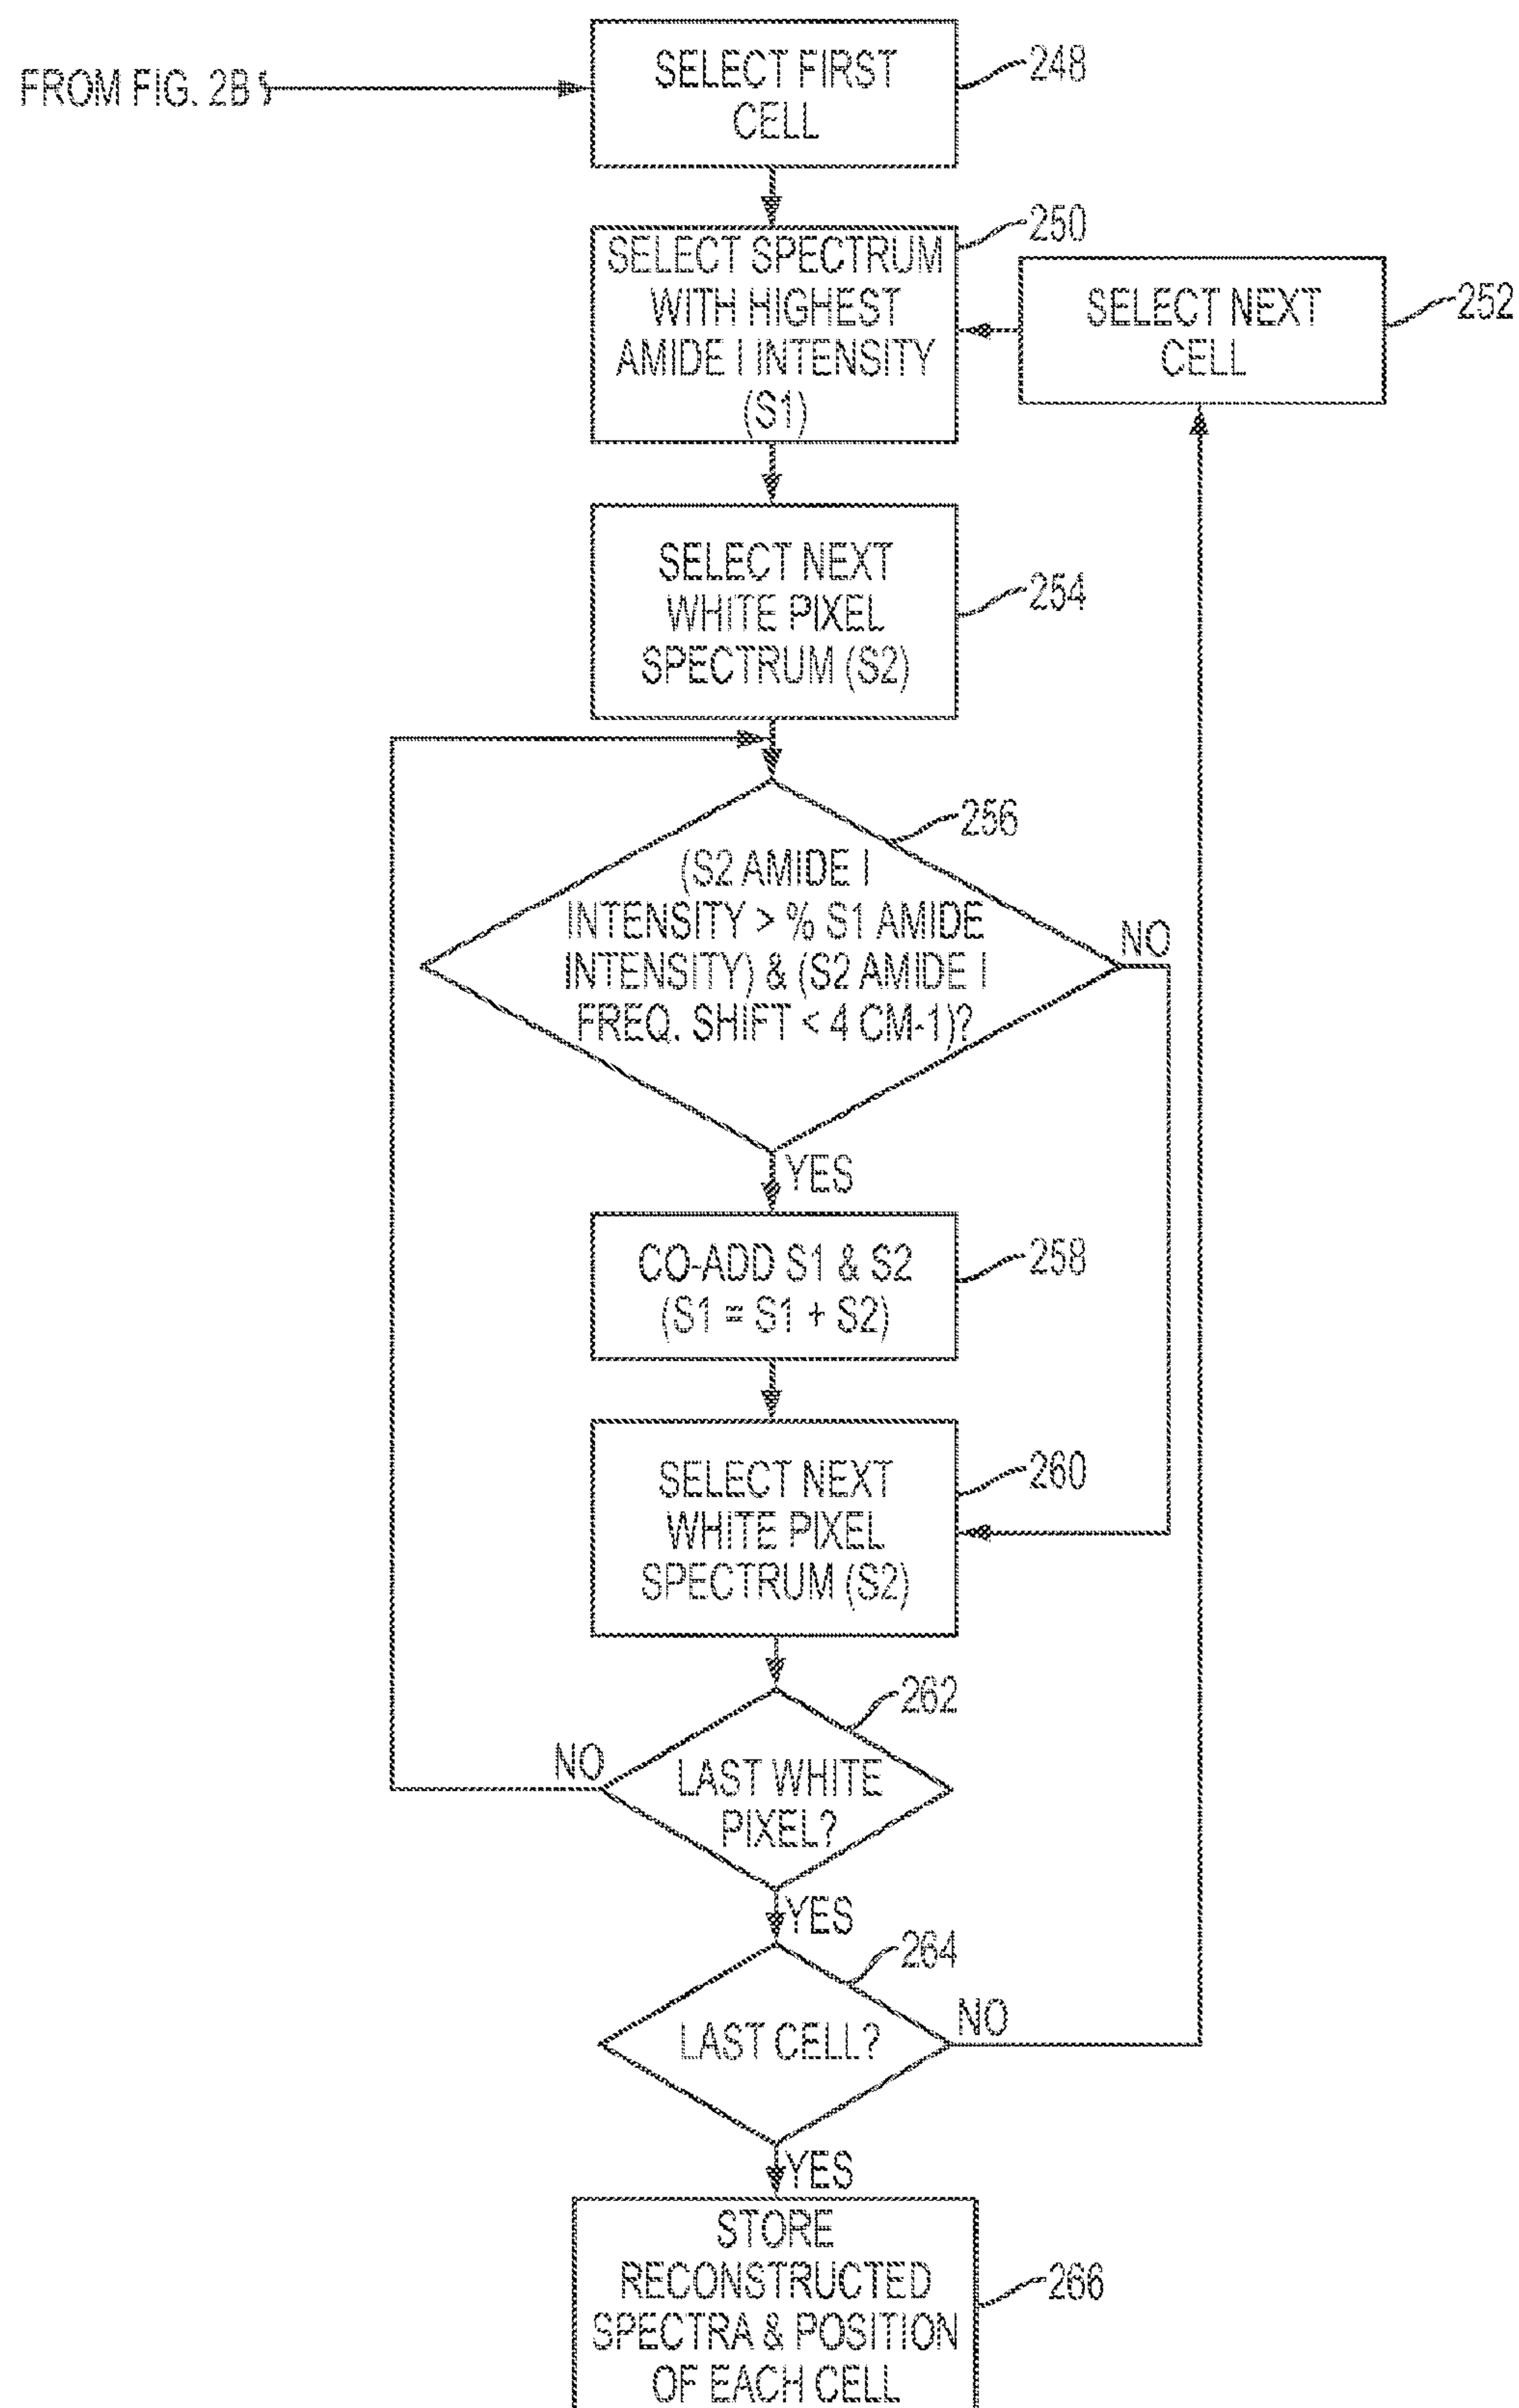 FROM FIG. 2B
SELECT FIRST
CELL
248
SELECT SPECTRUM
WITH HIGHEST
AMIDE I INTENSITY
(S1)
250
SELECT NEXT
CELL
252
SELECT NEXT
WHITE PIXEL
SPECTRUM (S2)
254
256
(S2 AMIDE I
INTENSITY > % S1 AMIDE
INTENSITY) & (S2 AMIDE I
FREQ. SHIFT < 4 CM-1)?
NO
YES
CO-ADD S1 & S2
(S1 = S1 + S2)
258
SELECT NEXT
WHITE PIXEL
SPECTRUM (S2)
260
262
NO
LAST WHITE
PIXEL?
YES
264
LAST CELL?
NO
YES
STORE
RECONSTRUCTED
SPECTRA & POSITION
OF EACH CELL
266